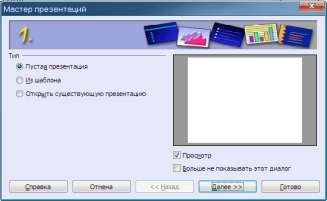 Мастер презентаций
1.
Тип
Пустая презентация
Из шаблона
Открыть существующую презентацию
Просмотр
Больше не показывать этот диалог
Справка
Отмена
<< Назад
Далее >>
Готово